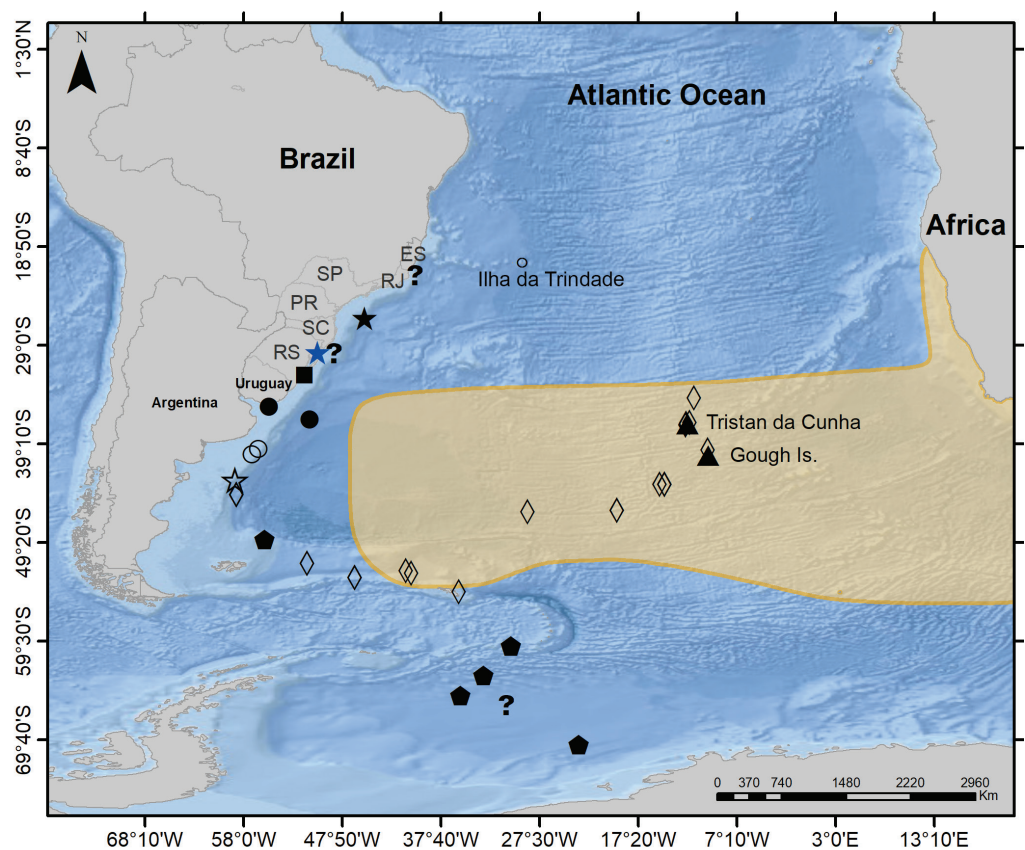 N
Atlantic Ocean
Brazil
Africa
ES
SP
RJ
?
Ilha da Trindade
PR
SC
RS
?
Uruguay
Argentina
Tristan da Cunha
Gough Is.
?
0 370 740 1480 2220 2960
Km
1°30'N
8°40'S
18°50'S
29°0'S
39°10'S
49°20'S
59°30'S
69°40'S
68°10'W 58°0'W 47°50'W 37°40'W 27°30'W 17°20'W 7°10'W 3°0'E 13°10'E